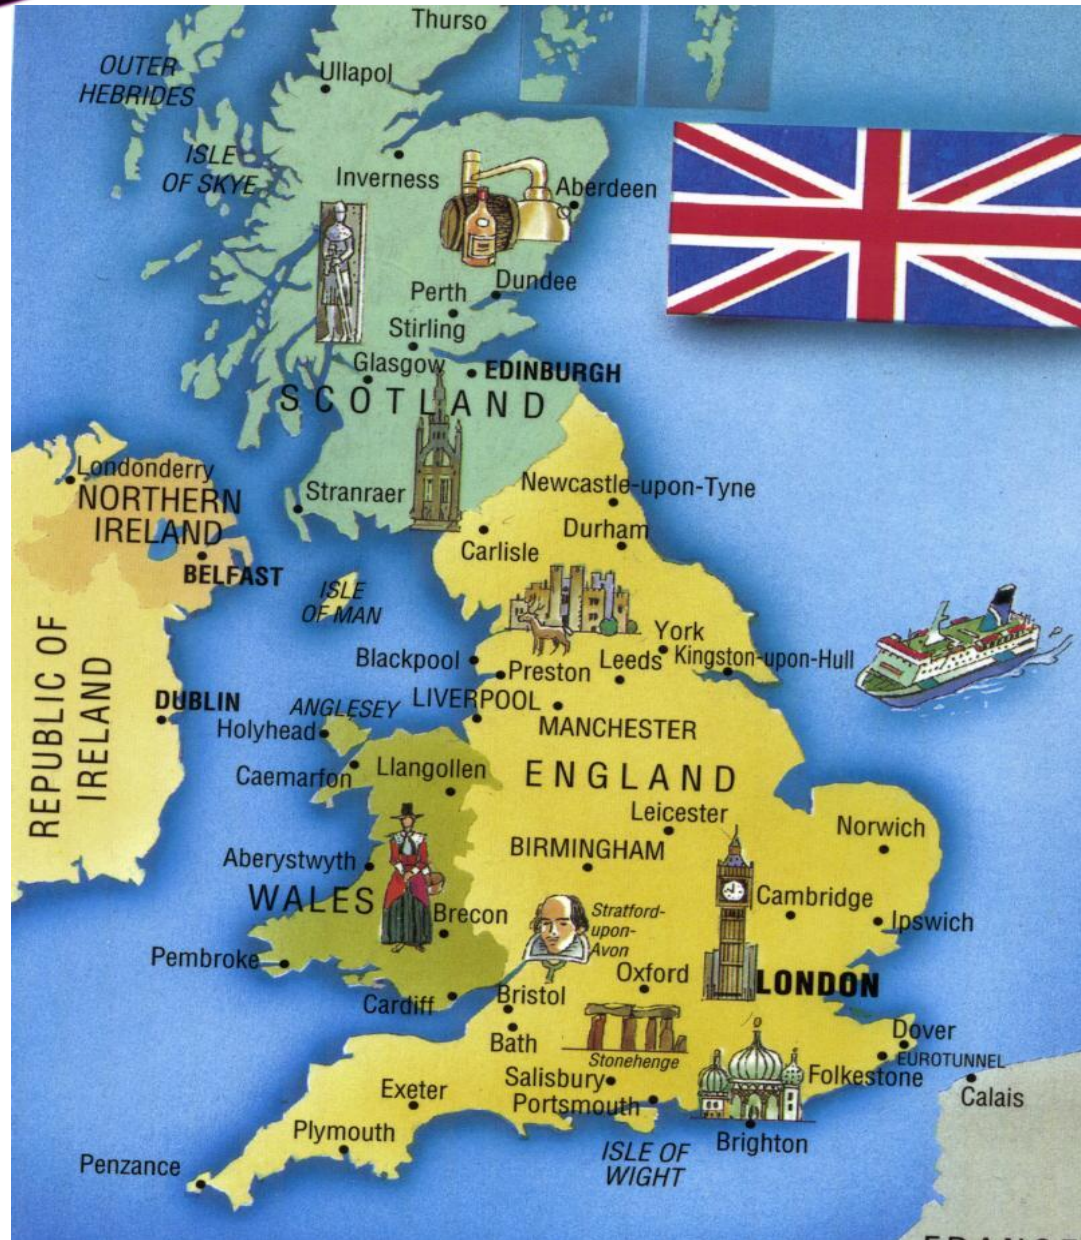 Thurso
OUTER
HEBRIDES
Ullapol
ISLE
OF SKYE
Inverness
Aberdeen
Dundee
Perth
Stirling
Glasgow
EDINBURGH
SCOTLAND
Londonderry
NORTHERN
IRELAND
Stranraer
Newcastle-upon-Tyne
Durham
Carlisle
BELFAST
ISLE
OF MAN
REPUBLIC OF
IRELAND
York
Blackpool
Preston
Leeds
Kingston-upon-Hull
DUBLIN
ANGLESEY
LIVERPOOL
Holyhead
MANCHESTER
Caemarfon
Llangollen
ENGLAND
Leicester
Norwich
BIRMINGHAM
Aberystwyth
WALES
Cambridge
Brecon
Stratford-
upon-
Avon
Ipswich
Pembroke
Oxford
LONDON
Cardiff
Bristol
Bath
Stonehenge
Dover
EUROTUNNEL
Folkestone
Salisbury
Calais
Exeter
Portsmouth
Plymouth
ISLE OF
WIGHT
Brighton
Penzance